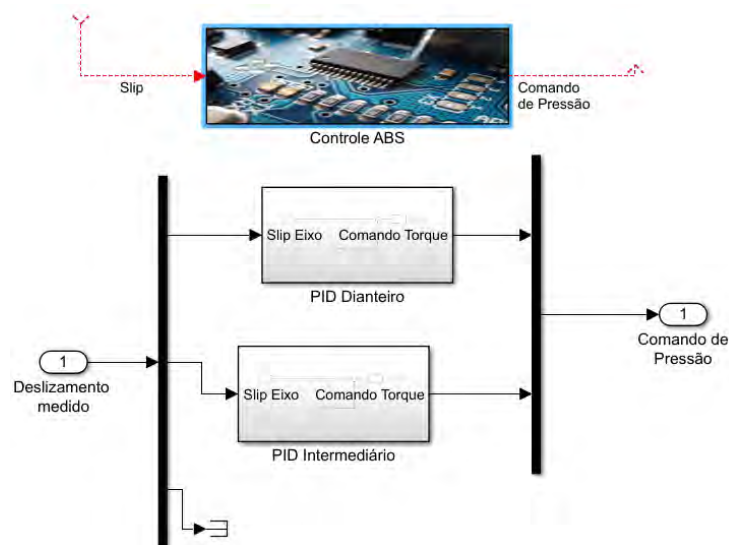 Slip
Comando
de Pressão
Controle ABS
Slip Eixo
Comando Torque
PID Dianteiro
1
Deslizamento
medido
Slip Eixo
Comando Torque
PID Intermediário
1
Comando de
Pressão